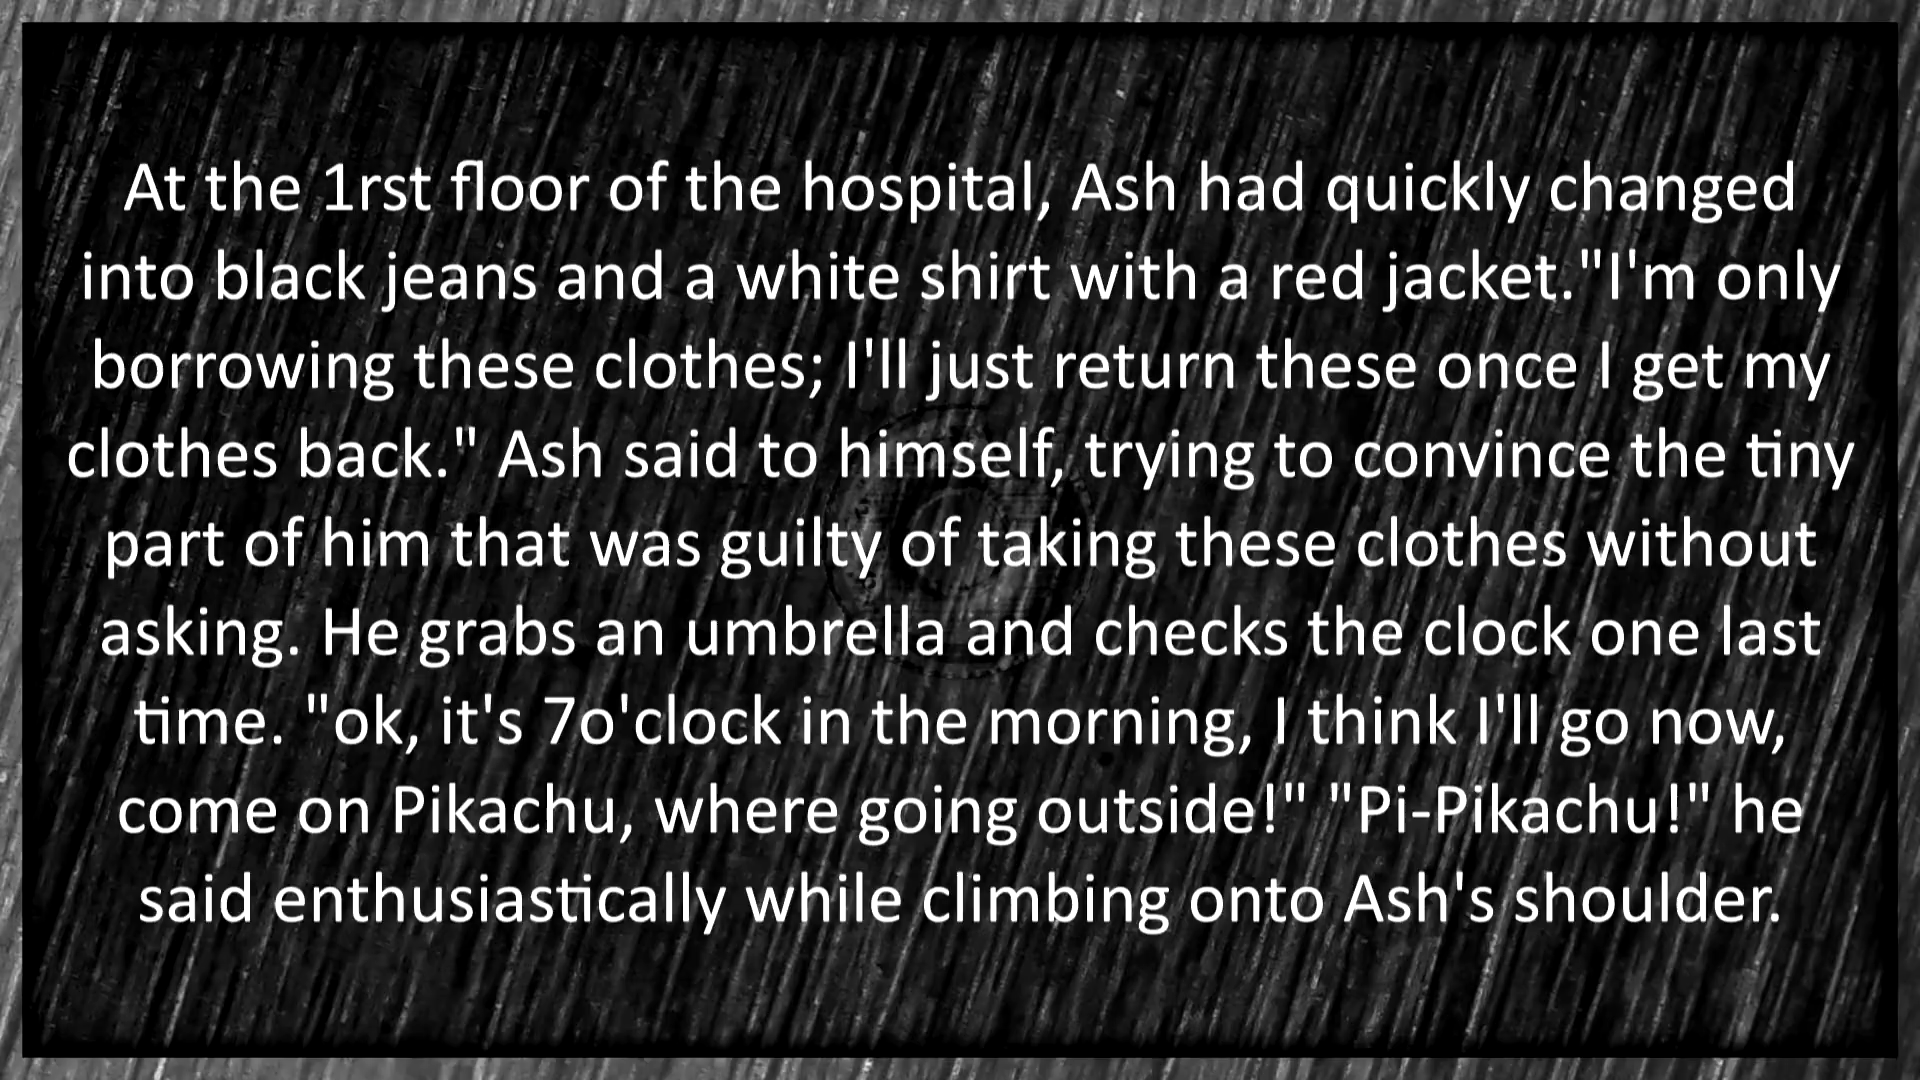 At the 1rst floor of the hospital, Ash had quickly changed
into black jeans and a white shirt with a red jacket."I'm only
borrowing these clothes; I'll just return these once I get my
clothes back." Ash said to himself, trying to convince the tiny
part of him that was guilty of taking these clothes without
asking. He grabs an umbrella and checks the clock one last
time. "ok, it's 7o'clock in the morning, I think I'll go now,
come on Pikachu, where going outside!" "Pi-Pikachu!" he
said enthusiastically while climbing onto Ash's shoulder.